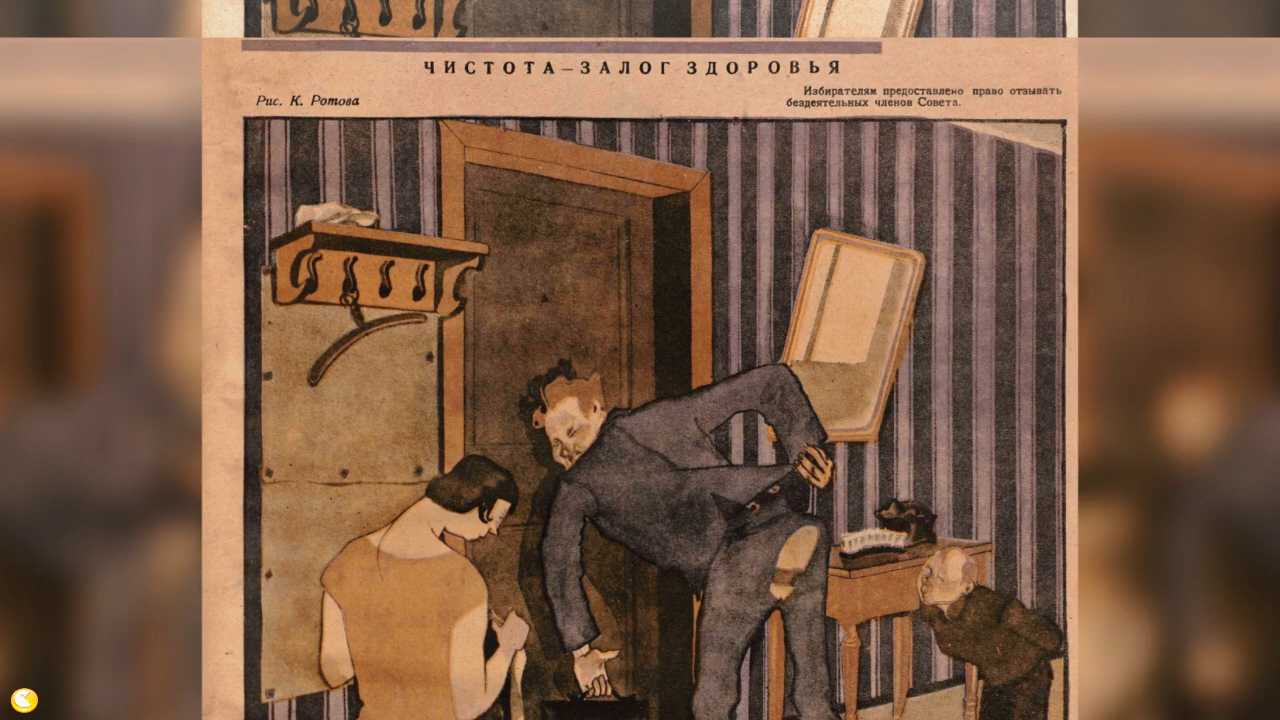 ЧИСТОТА—ЗАЛОГ ЗДОРОВЬЯ
Рис. К. Ротова
Избирателям предоставлено право отзывать
бездеятельных членов Совета.